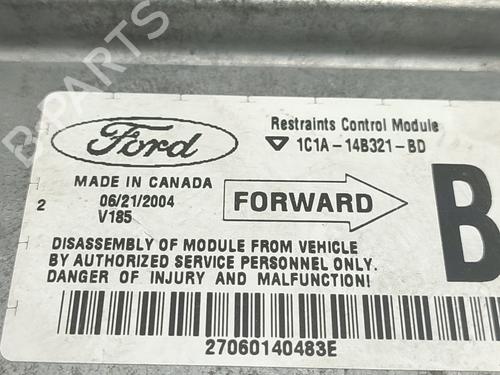 Ford
Restraints Control Module
1C1A-14B321-BD
MADE IN CANADA
06/21/2004
2
V185
FORWARD
B
DISASSEMBLY OF MODULE FROM VEHICLE
BY AUTHORIZED SERVICE PERSONNEL ONLY.
DANGER OF INJURY AND MALFUNCTION!
27060140483E
B-PARTS